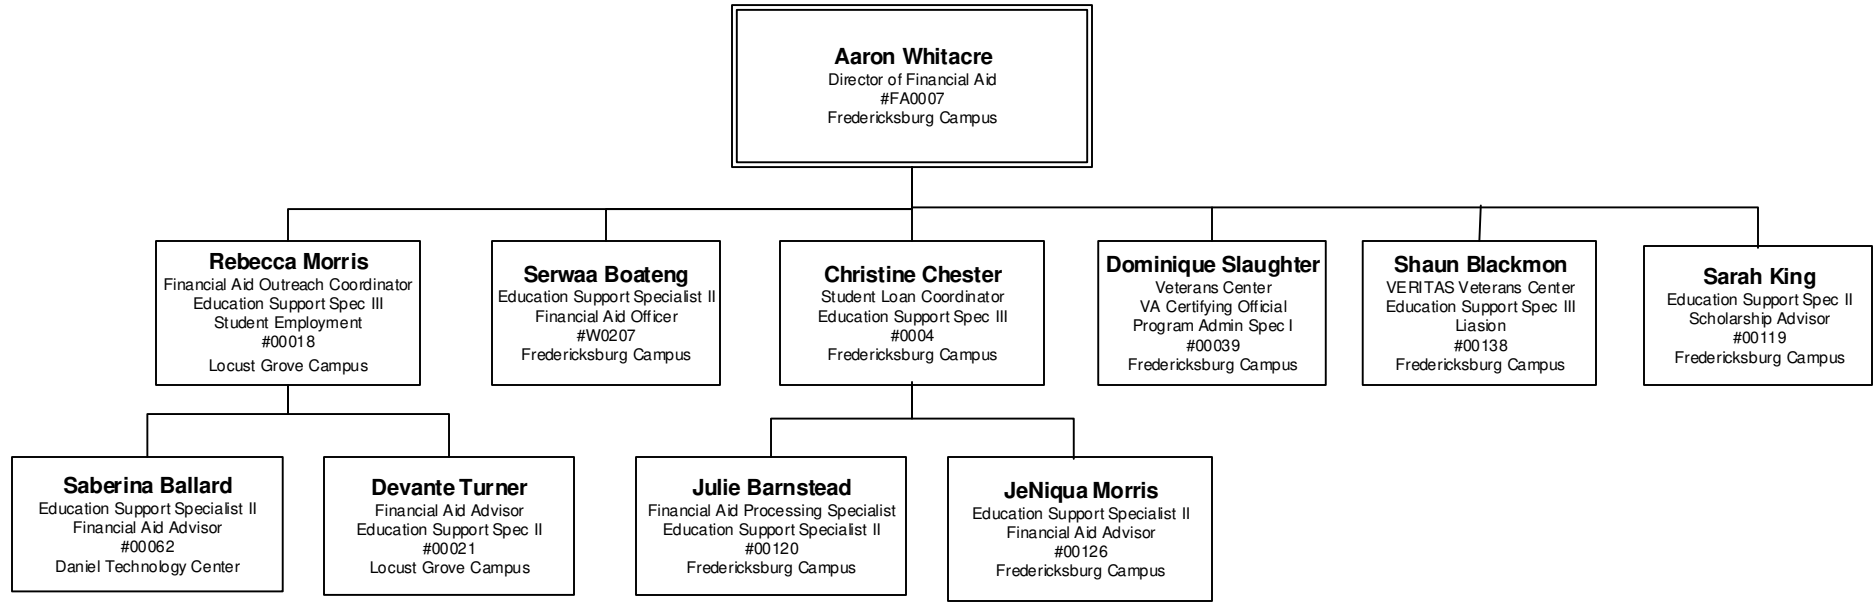 Aaron Whitacre
Director of Financial Aid
#FA0007
Fredericksburg Campus
Rebecca Morris
Financial Aid Outreach Coordinator
Education Support Spec III
Student Employment
#00018
Locust Grove Campus
Serwaa Boateng
Education Support Specialist II
Financial Aid Officer
#W0207
Fredericksburg Campus
Christine Chester
Student Loan Coordinator
Education Support Spec III
#0004
Fredericksburg Campus
Dominique Slaughter
Veterans Center
VA Certifying Official
Program Admin Spec I
#00039
Fredericksburg Campus
Shaun Blackmon
VERITAS Veterans Center
Education Support Spec III
Liasion
#00138
Fredericksburg Campus
Sarah King
Education Support Spec II
Scholarship Advisor
#00119
Fredericksburg Campus
Saberina Ballard
Education Support Specialist II
Financial Aid Advisor
#00062
Daniel Technology Center
Devante Turner
Financial Aid Advisor
Education Support Spec II
#00021
Locust Grove Campus
Julie Barnstead
Financial Aid Processing Specialist
Education Support Specialist II
#00120
Fredericksburg Campus
JeNiqua Morris
Education Support Specialist II
Financial Aid Advisor
#00126
Fredericksburg Campus